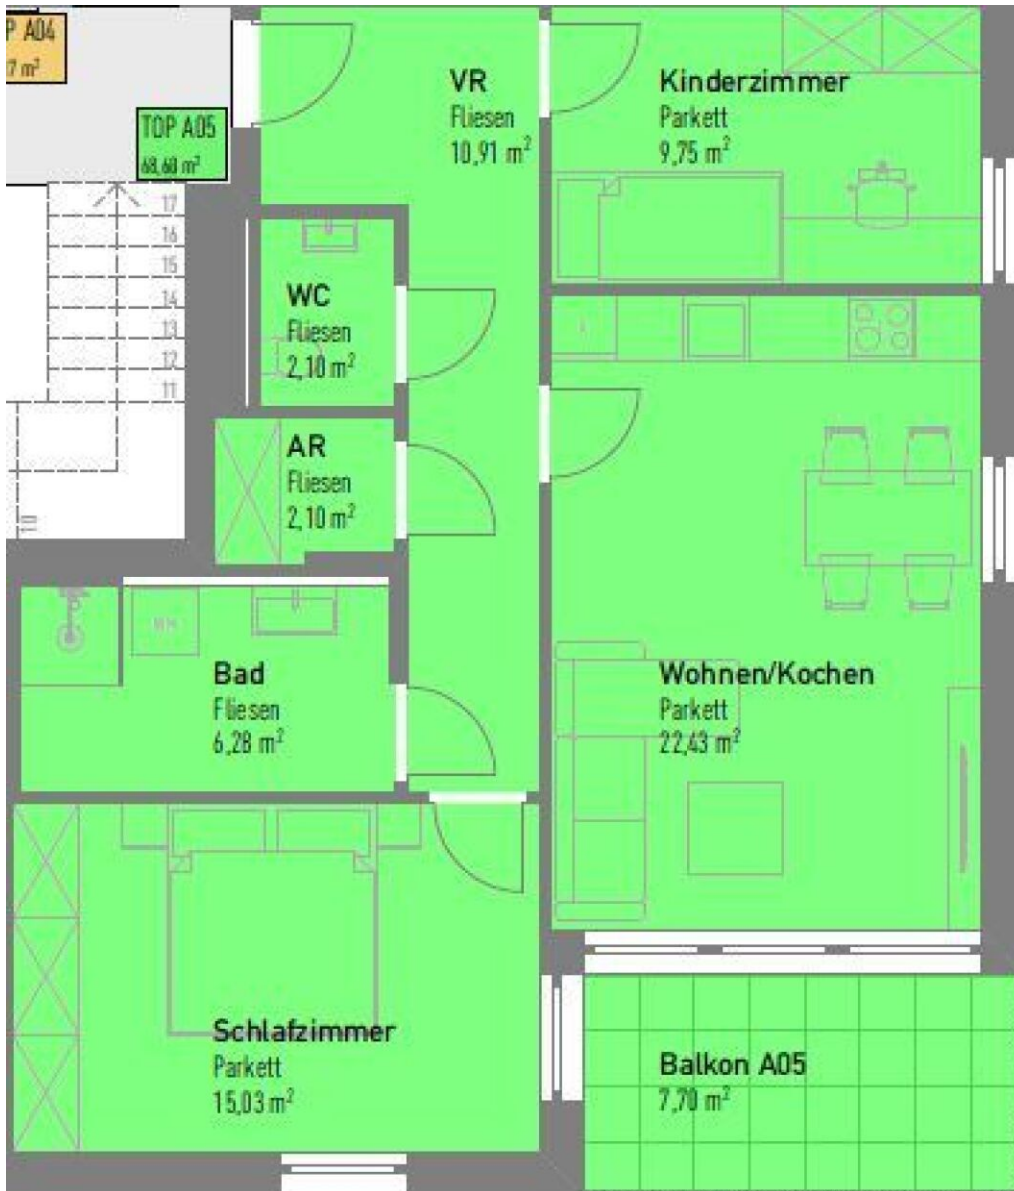 P A04
7 m²
TOP A05
68,60 m²
VR
Fliesen
10,91 m²
Kinderzimmer
Parkett
9,75 m²
17
16
15
14
13
12
11
10
WC
Fliesen
2,10 m²
AR
Fliesen
2,10 m²
Bad
Fliesen
6,28 m²
Wohnen/Kochen
Parkett
22,43 m²
Schlafzimmer
Parkett
15,03 m²
Balkon A05
7,70 m²